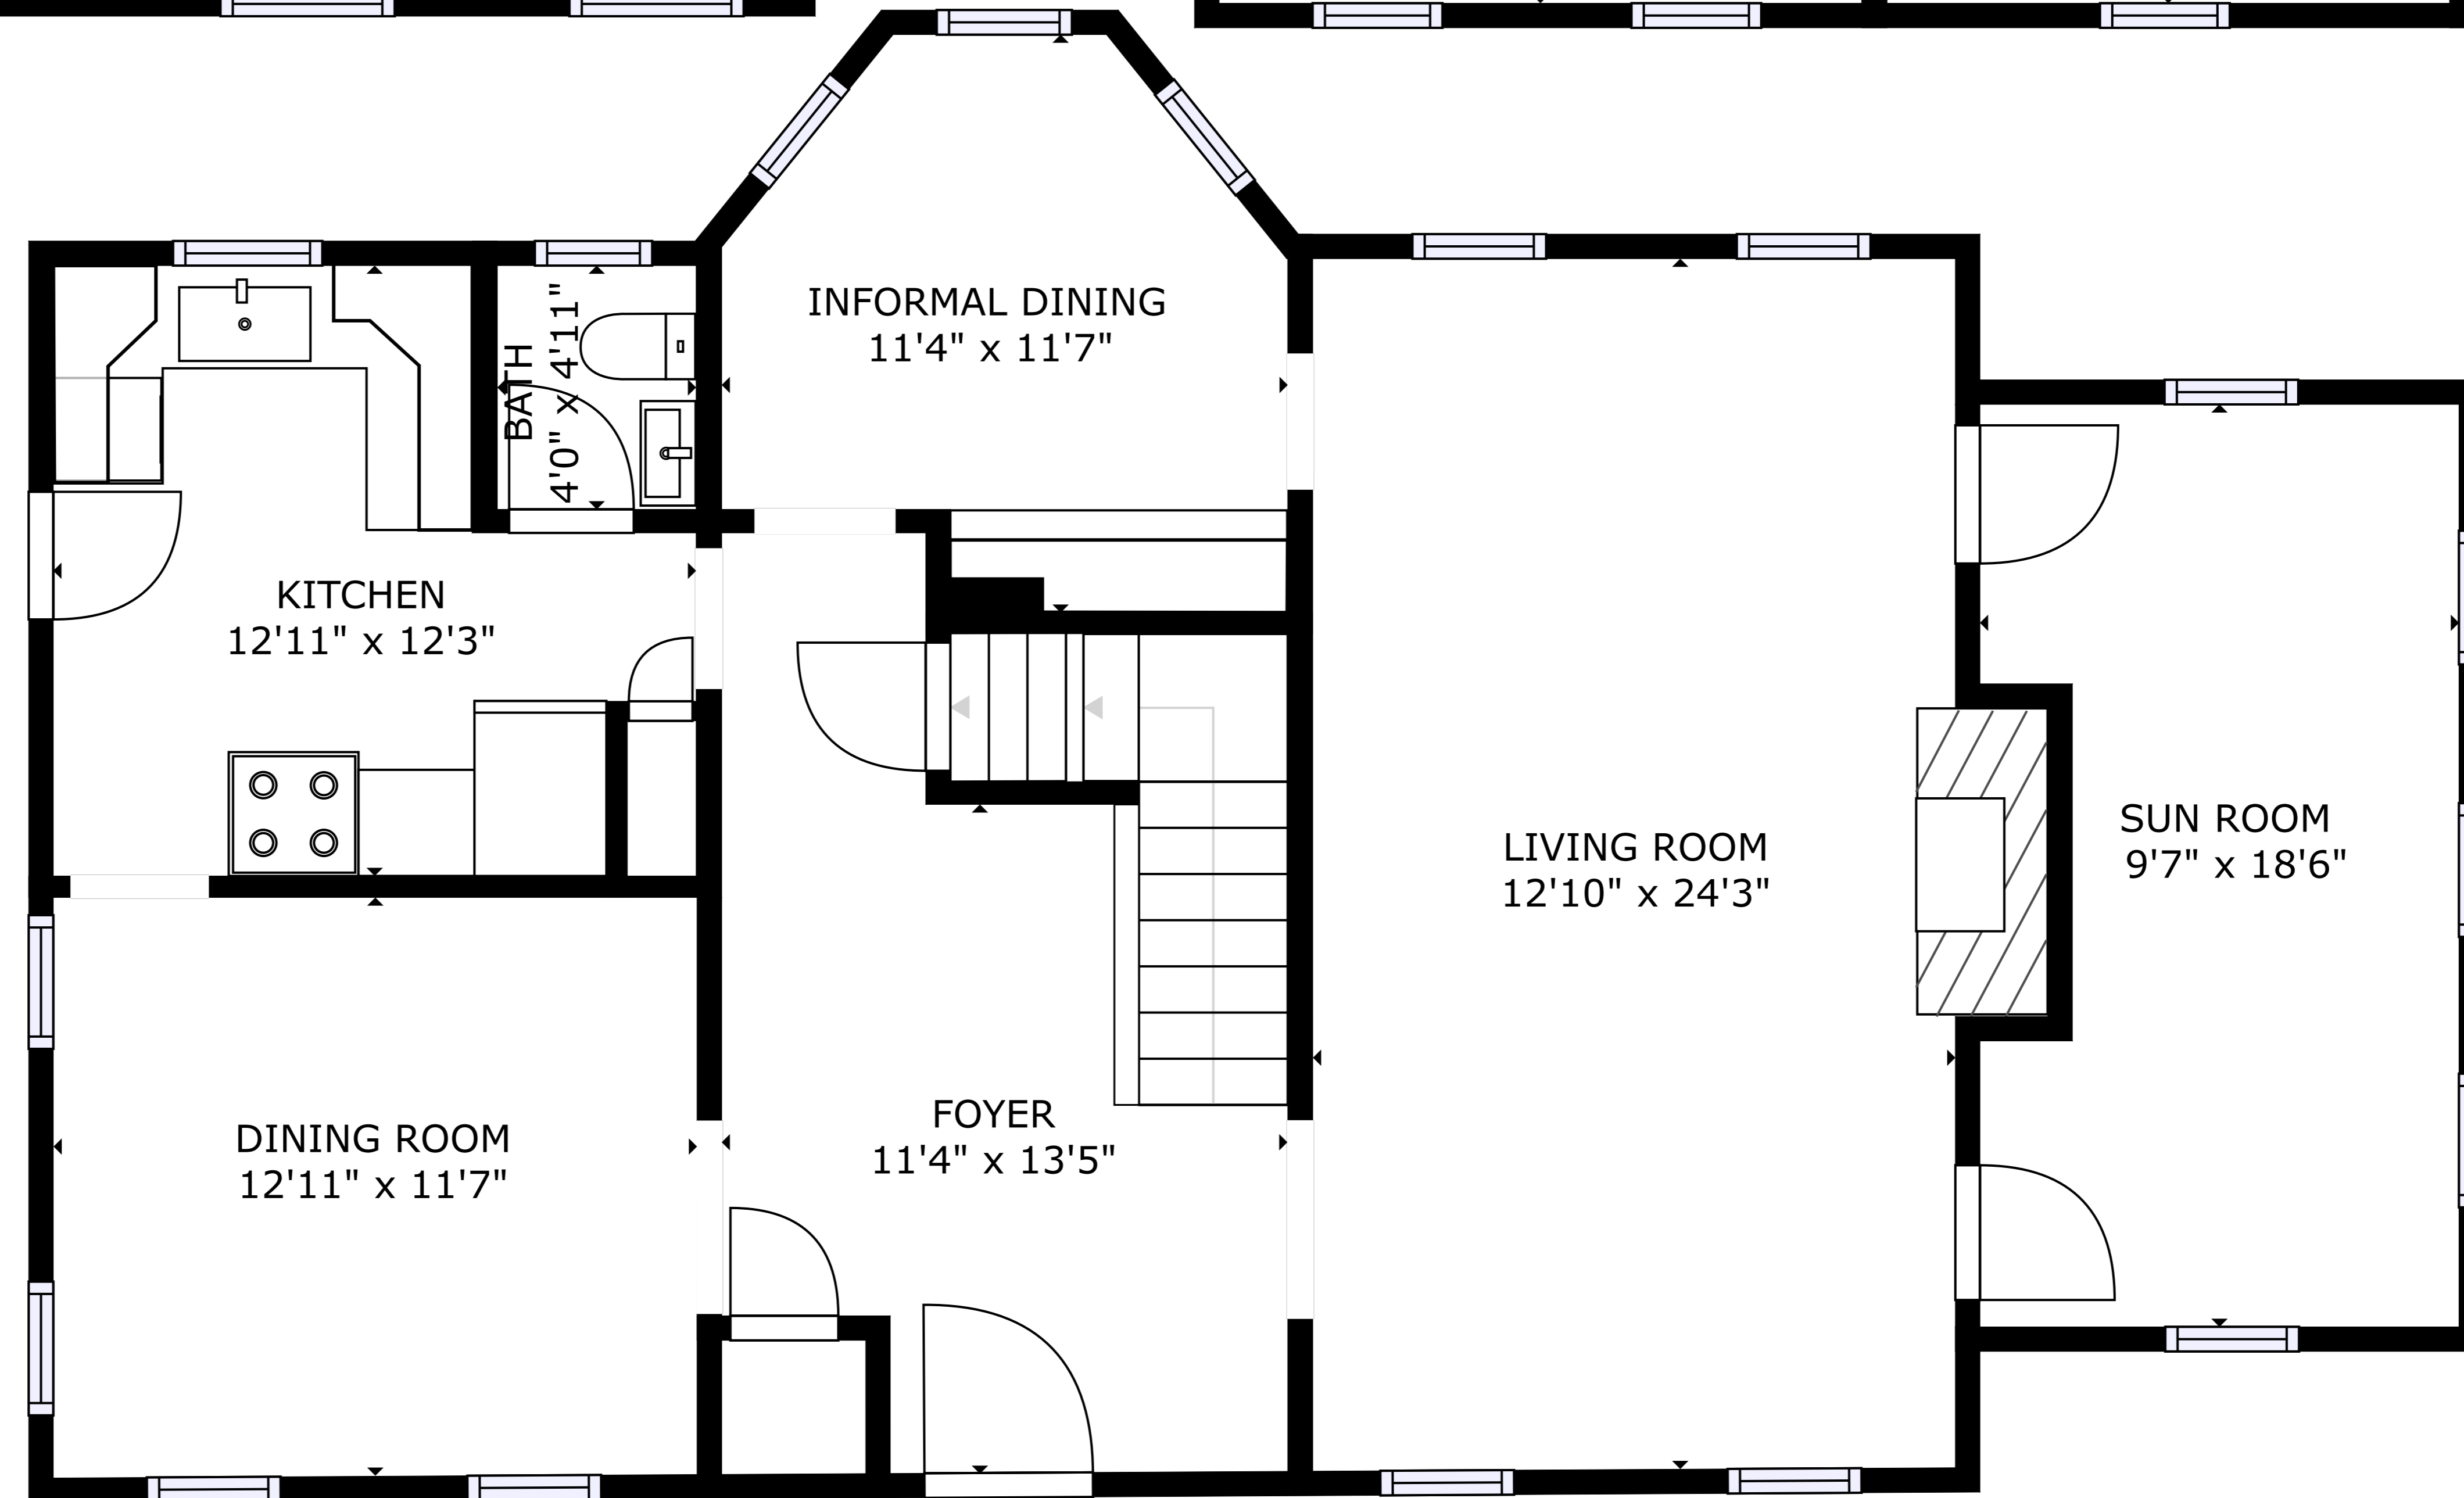 INFORMAL DINING
11'4" x 11'7"
BATH
4'0" x 4'11"
KITCHEN
12'11" x 12'3"
LIVING ROOM
12'10" x 24'3"
SUN ROOM
9'7" x 18'6"
DINING ROOM
12'11" x 11'7"
FOYER
11'4" x 13'5"